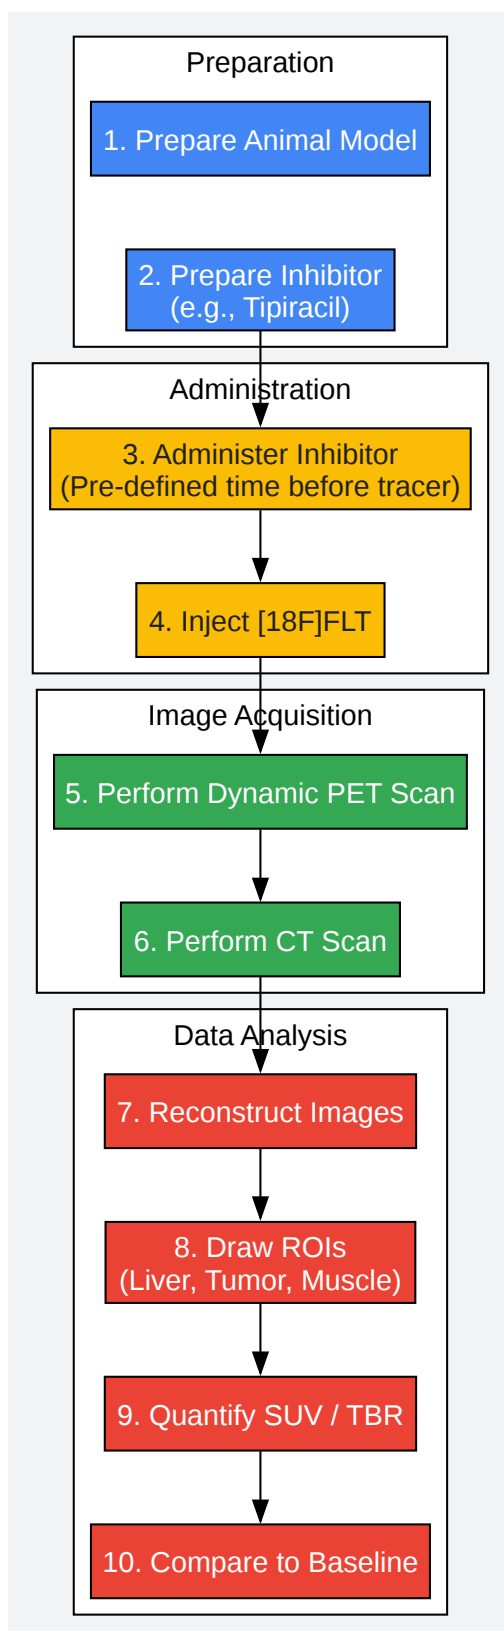 Preparation
1. Prepare Animal Model
2. Prepare Inhibitor
(e.g., Tipiracil)
Administration
3. Administer Inhibitor
(Pre-defined time before tracer)
4. Inject [18F]FLT
Image Acquisition
5. Perform Dynamic PET Scan
6. Perform CT Scan
Data Analysis
7. Reconstruct Images
8. Draw ROIs
(Liver, Tumor, Muscle)
9. Quantify SUV / TBR
10. Compare to Baseline